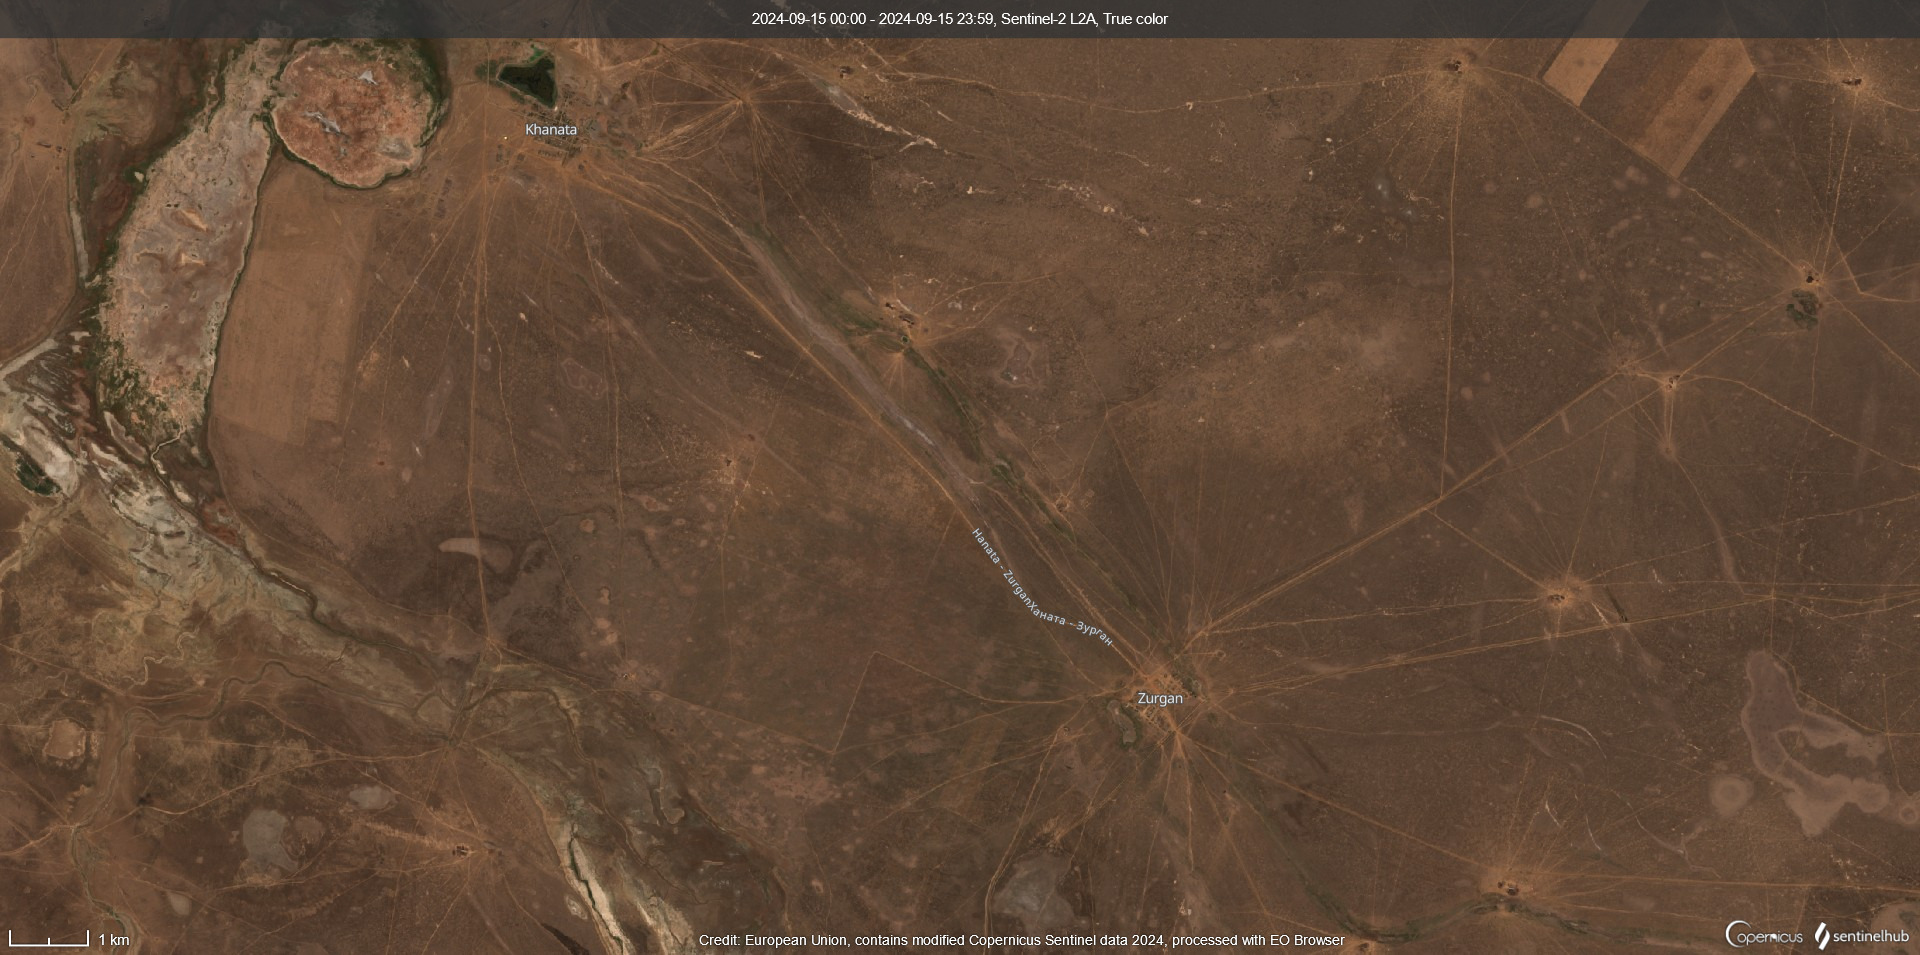 2024-09-15 00:00 - 2024-09-15 23:59, Sentinel-2 L2A, True color
Khanata
Hanata - ZurganХаната - Зурган
Zurgan
1 km
Credit: European Union, contains modified Copernicus Sentinel data 2024, processed with EO Browser
Copernicus
sentinelhub